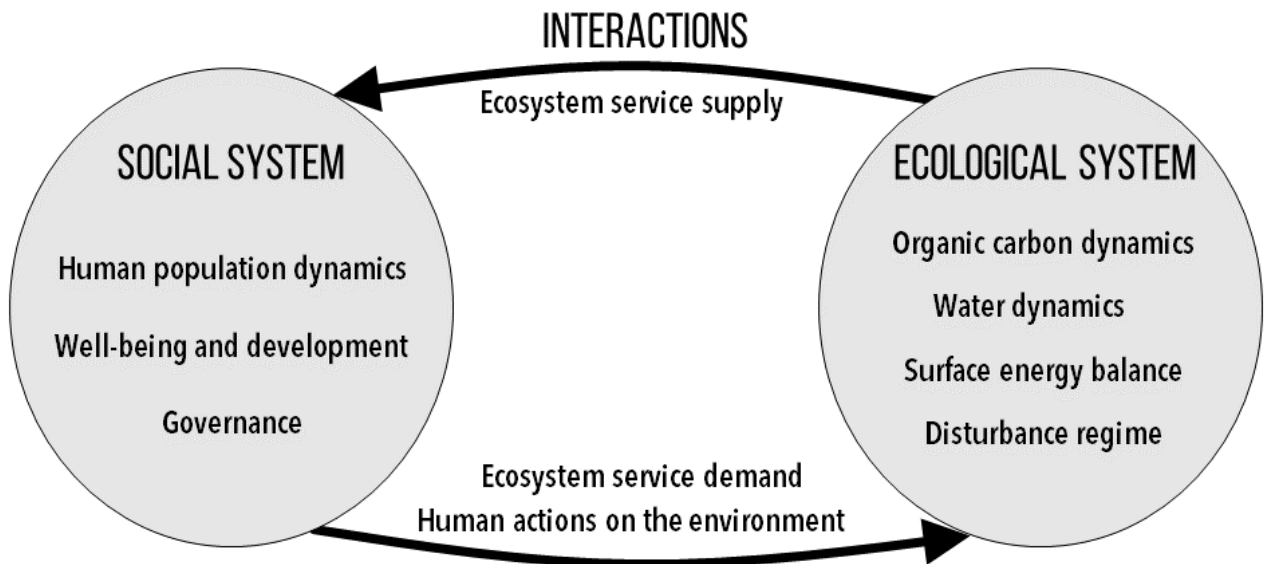 INTERACTIONS
Ecosystem service supply
SOCIAL SYSTEM
Human population dynamics
Well-being and development
Governance
ECOLOGICAL SYSTEM
Organic carbon dynamics
Water dynamics
Surface energy balance
Disturbance regime
Ecosystem service demand
Human actions on the environment